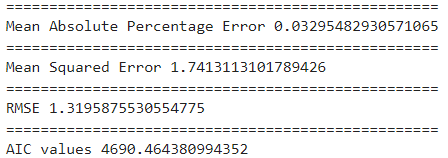 ==================================================
Mean Absolute Percentage Error 0.03295482930571065
==================================================
Mean Squared Error 1.7413113101789426
==================================================
RMSE 1.3195875530554775
==================================================
AIC values 4690.464380994352